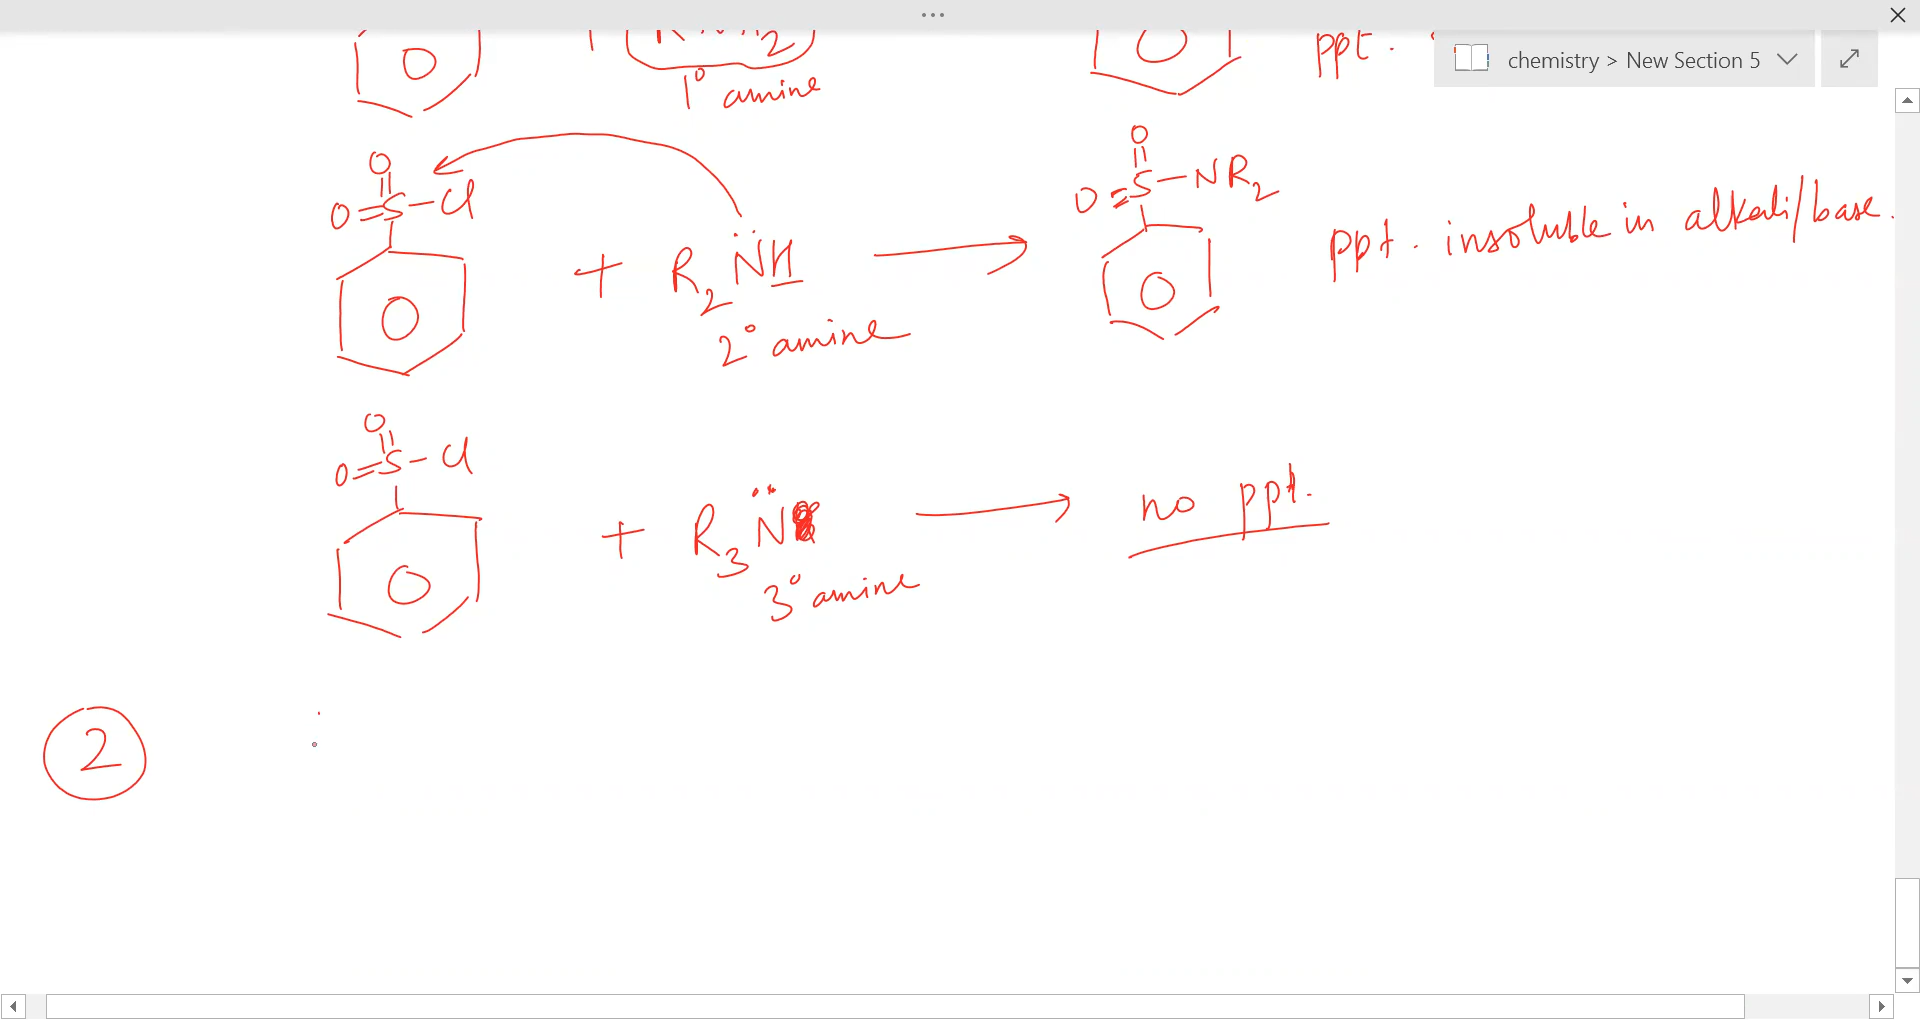 chemistry > New Section 5
R NH2
ppt.
1° amine
O
O=S-Cl
+ R2NH
2° amine
O
O=S-NR2
ppt. insoluble in alkali/base.
O
O=S-Cl
+ R3N
3° amine
no ppt.
2